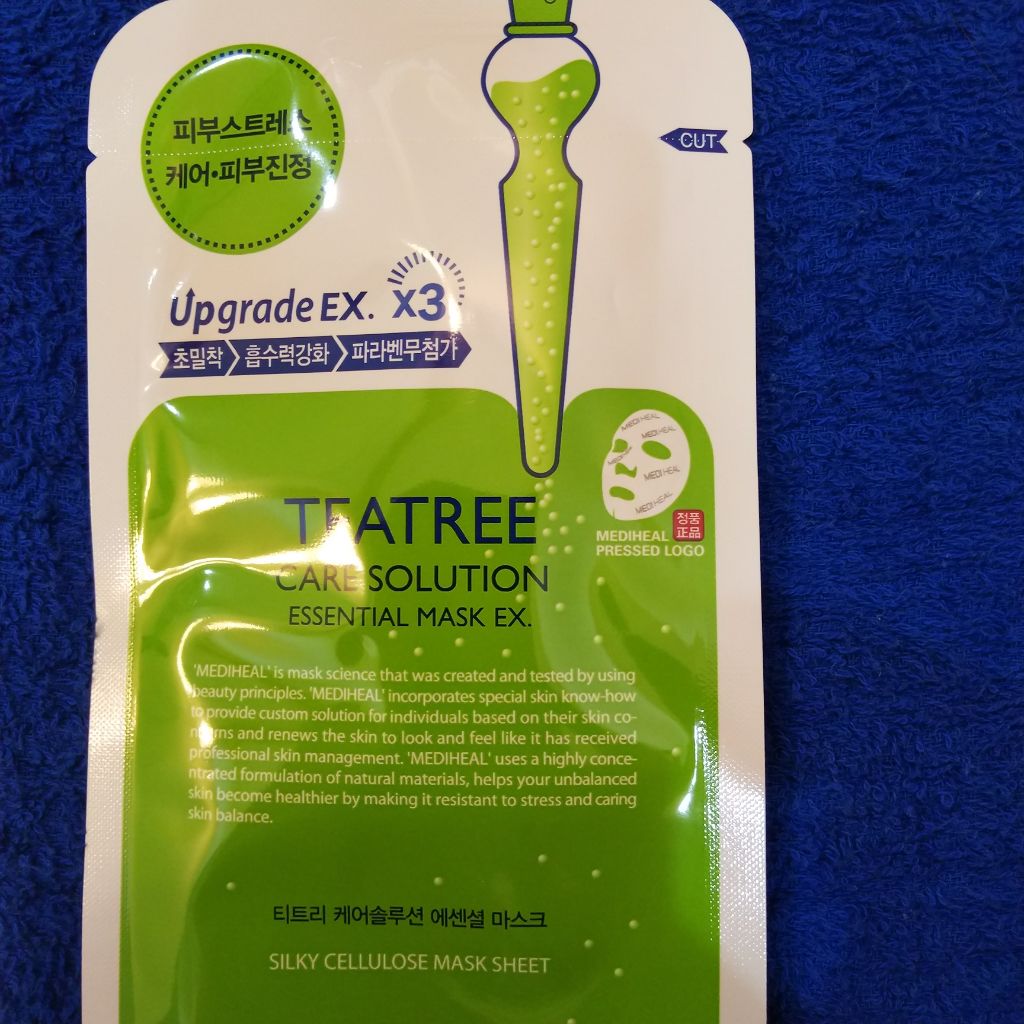 피부스트레스
케어•피부진정
CUT
Upgrade EX. x3
초밀착 흡수력강화 파라벤무첨가
MEDIHEAL
MEDIHEAL
MEDIHEAL
MEDIHEAL
MEDIHEAL
정품
正品
MEDIHEAL
PRESSED LOGO
TEATREE
CARE SOLUTION
ESSENTIAL MASK EX.
'MEDIHEAL' is mask science that was created and tested by using
beauty principles. 'MEDIHEAL' incorporates special skin know-how
to provide custom solution for individuals based on their skin co-
nerns and renews the skin to look and feel like it has received
professional skin management. 'MEDIHEAL' uses a highly conce-
ntrated formulation of natural materials, helps your unbalanced
skin become healthier by making it resistant to stress and caring
skin balance.
티트리 케어솔루션 에센셜 마스크
SILKY CELLULOSE MASK SHEET